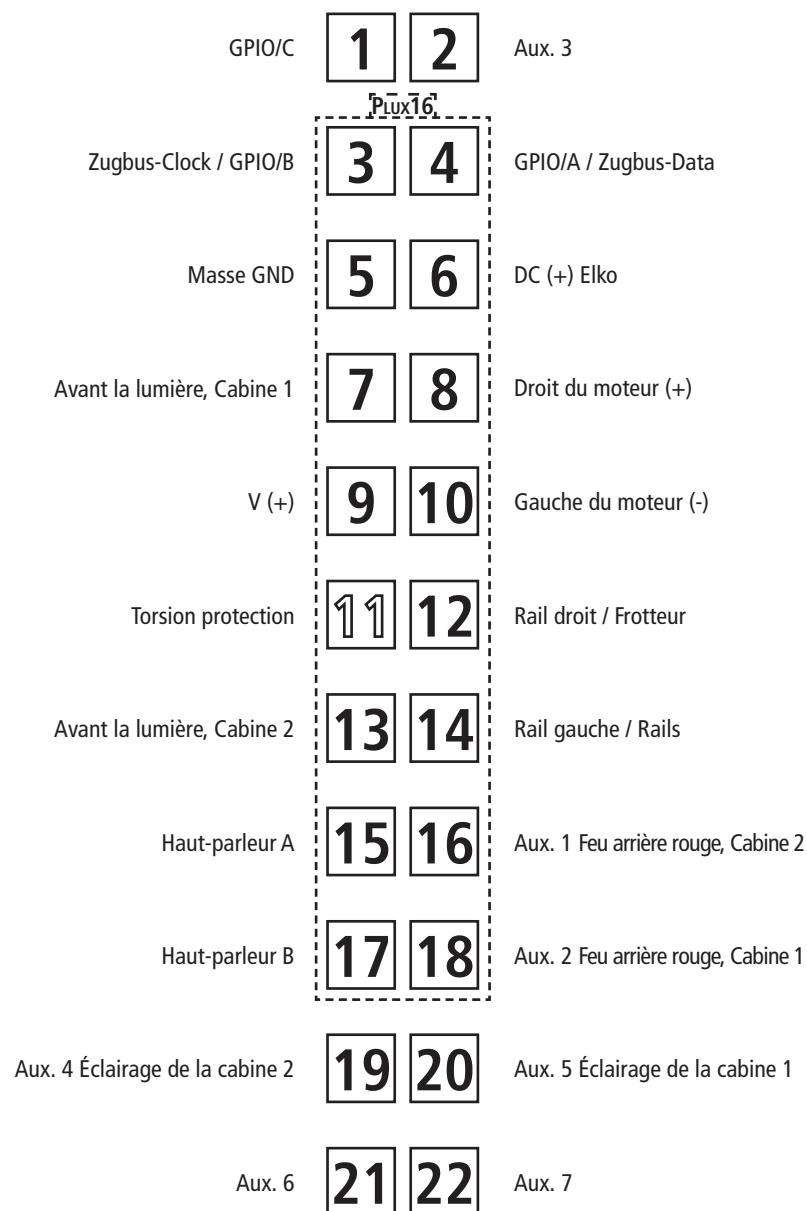 GPIO/C 1 2 Aux. 3
PLUX16
Zugbus-Clock / GPIO/B 3 4 GPIO/A / Zugbus-Data
Masse GND 5 6 DC (+) Elko
Avant la lumière, Cabine 1 7 8 Droit du moteur (+)
V (+) 9 10 Gauche du moteur (-)
Torsion protection 11 12 Rail droit / Frotteur
Avant la lumière, Cabine 2 13 14 Rail gauche / Rails
Haut-parleur A 15 16 Aux. 1 Feu arrière rouge, Cabine 2
Haut-parleur B 17 18 Aux. 2 Feu arrière rouge, Cabine 1
Aux. 4 Éclairage de la cabine 2 19 20 Aux. 5 Éclairage de la cabine 1
Aux. 6 21 22 Aux. 7